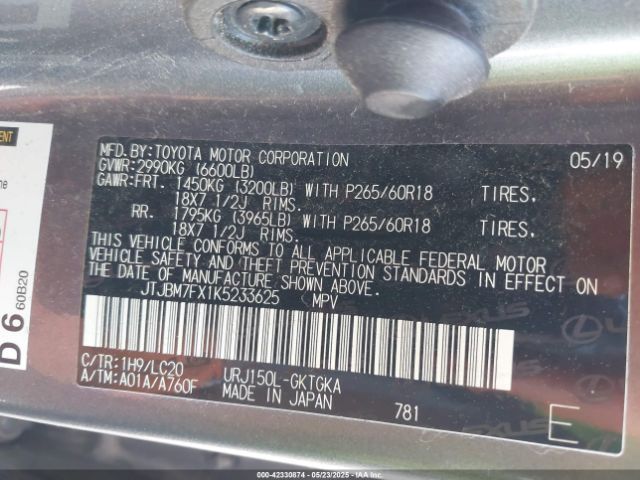 MFD.BY:TOYOTA MOTOR CORPORATION 05/19
GVWR:2990KG (6600LB)
GAWR:FRT. 1450KG (3200LB) WITH P265/60R18 TIRES,
18X7 1/2J RIMS.
RR. 1795KG (3965LB) WITH P265/60R18 TIRES,
18X7 1/2J RIMS.
THIS VEHICLE CONFORMS TO ALL APPLICABLE FEDERAL MOTOR
VEHICLE SAFETY AND THEFT PREVENTION STANDARDS IN EFFECT ON
THE DATE OF MANUFACTURE SHOWN ABOVE.
JTJBM7FX1K5233625 MPV
C/TR:1H9/LC20 URJ150L-GKTGKA
A/TM:A01A/A760F MADE IN JAPAN 781
E
D 6
60B20
LEXUS
00-42330874 - 05/23/2025 - COPYRIGHT IAA